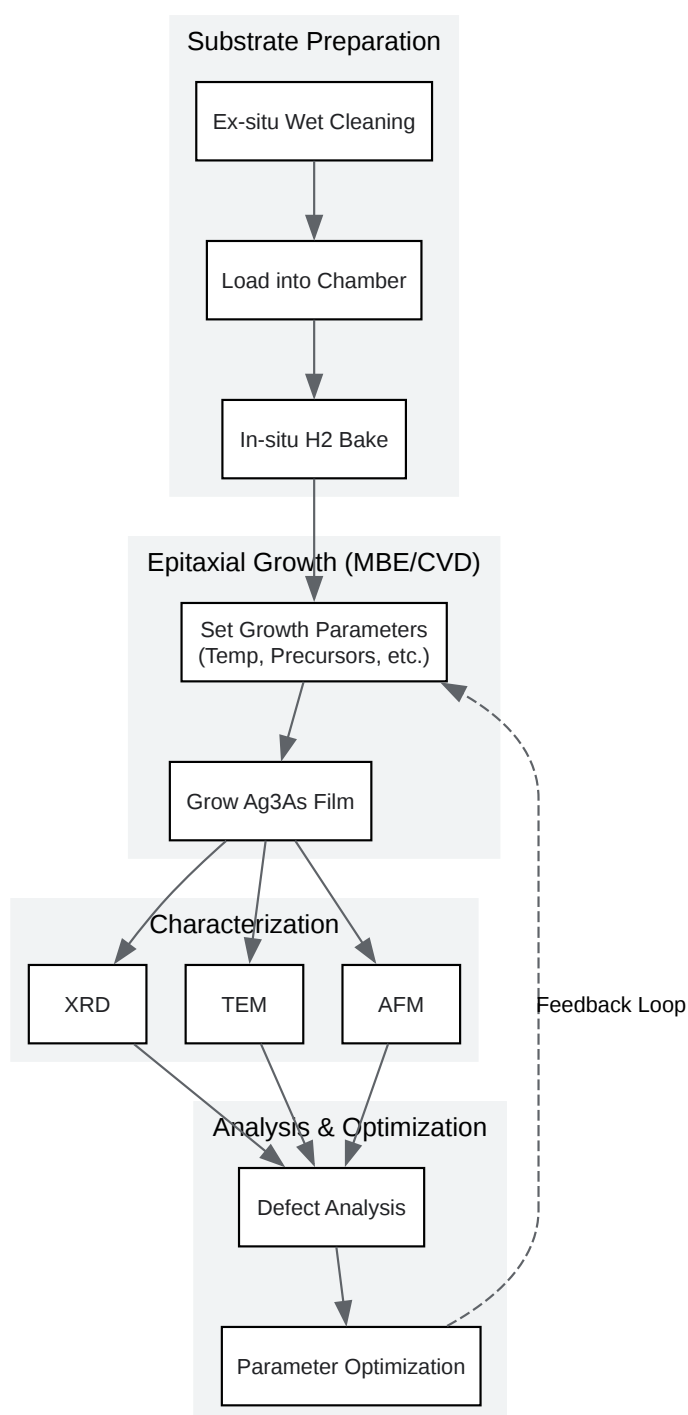 Substrate Preparation
Ex-situ Wet Cleaning
Load into Chamber
In-situ H2 Bake
Epitaxial Growth (MBE/CVD)
Set Growth Parameters
(Temp, Precursors, etc.)
Grow Ag3As Film
Characterization
XRD
TEM
AFM
Feedback Loop
Analysis & Optimization
Defect Analysis
Parameter Optimization